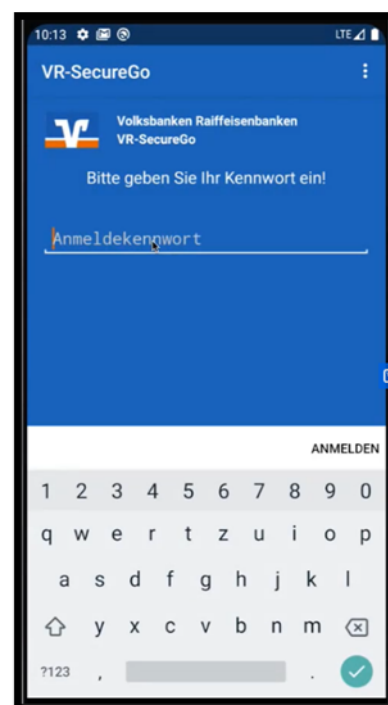 10:13 LTE
VR-SecureGo
Volksbanken Raiffeisenbanken
VR-SecureGo
Bitte geben Sie Ihr Kennwort ein!
Anmeldekennwort
ANMELDEN
1 2 3 4 5 6 7 8 9 0
q w e r t z u i o p
a s d f g h j k l
y x c v b n m
?123 , .